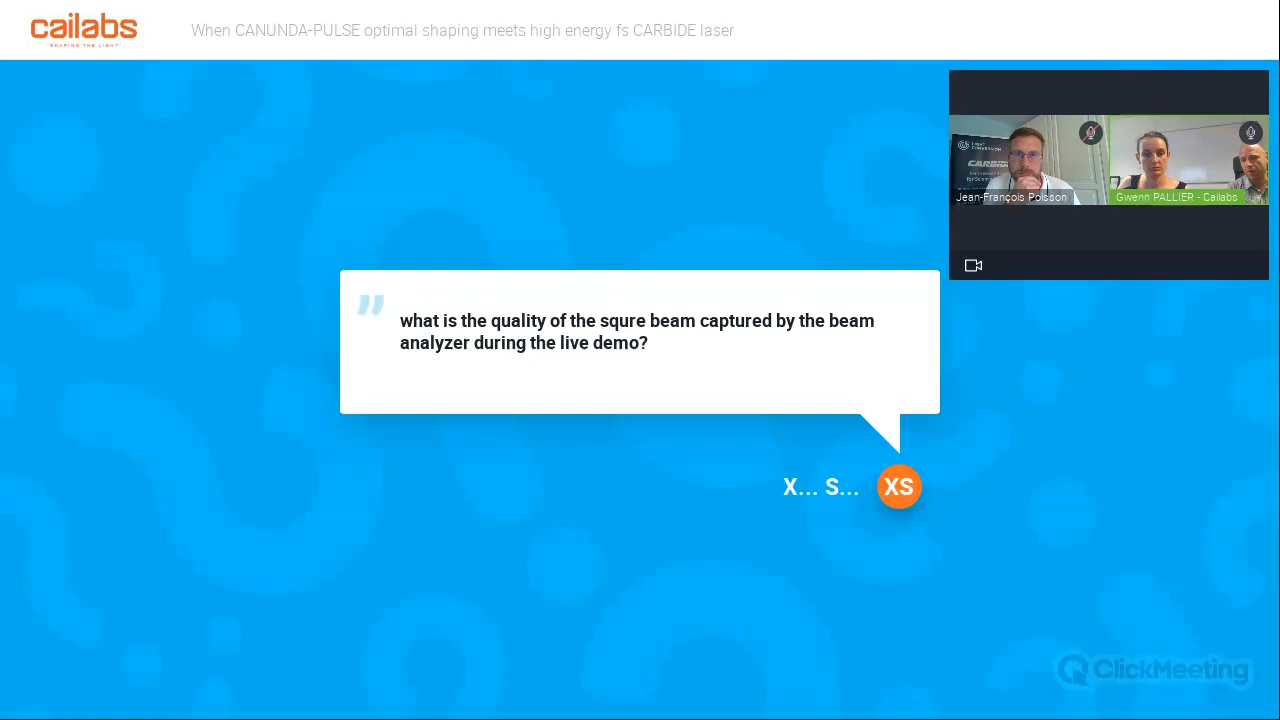 cailabs
SHAPING THE LIGHT
When CANUNDA-PULSE optimal shaping meets high energy fs CARBIDE laser
LIGHT
CONVERSION
Jean-François Poisson
Gwenn PALLIER - Cailabs
what is the quality of the squre beam captured by the beam
analyzer during the live demo?
X... S...
XS
ClickMeeting